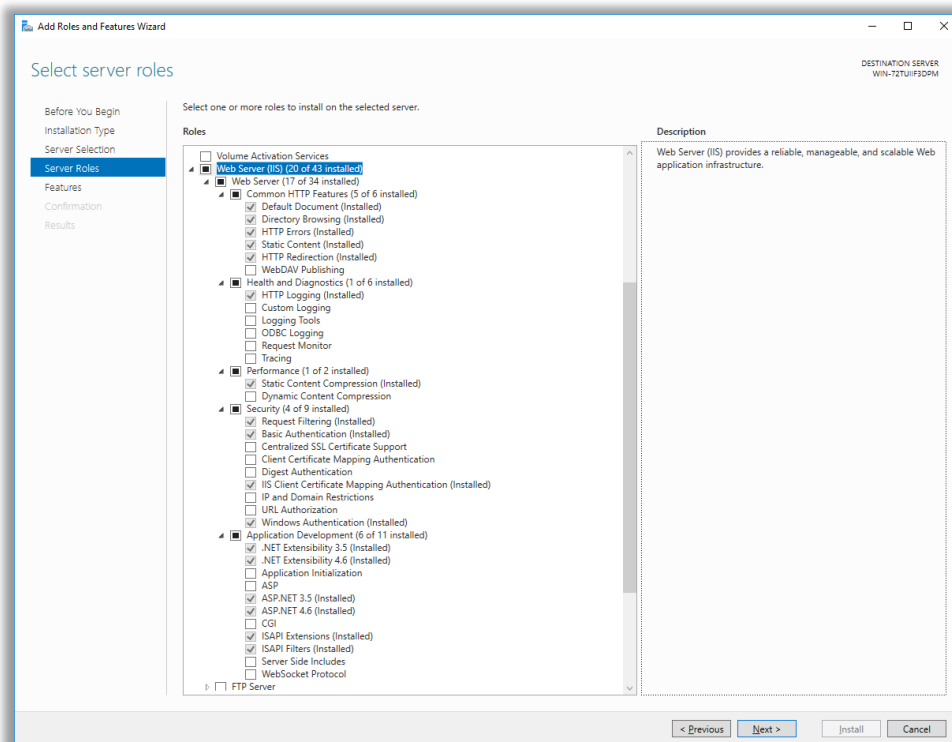 Add Roles and Features Wizard
Select server roles
DESTINATION SERVER
WIN-72TUIIF3DPM
Before You Begin
Installation Type
Server Selection
Server Roles
Features
Confirmation
Results
Select one or more roles to install on the selected server.
Roles
Volume Activation Services
Web Server (IIS) (20 of 43 installed)
Web Server (17 of 34 installed)
Common HTTP Features (5 of 6 installed)
Default Document (Installed)
Directory Browsing (Installed)
HTTP Errors (Installed)
Static Content (Installed)
HTTP Redirection (Installed)
WebDAV Publishing
Health and Diagnostics (1 of 6 installed)
HTTP Logging (Installed)
Custom Logging
Logging Tools
ODBC Logging
Request Monitor
Tracing
Performance (1 of 2 installed)
Static Content Compression (Installed)
Dynamic Content Compression
Security (4 of 9 installed)
Request Filtering (Installed)
Basic Authentication (Installed)
Centralized SSL Certificate Support
Client Certificate Mapping Authentication
Digest Authentication
IIS Client Certificate Mapping Authentication (Installed)
IP and Domain Restrictions
URL Authorization
Windows Authentication (Installed)
Application Development (6 of 11 installed)
.NET Extensibility 3.5 (Installed)
.NET Extensibility 4.6 (Installed)
Application Initialization
ASP
ASP.NET 3.5 (Installed)
ASP.NET 4.6 (Installed)
CGI
ISAPI Extensions (Installed)
ISAPI Filters (Installed)
Server Side Includes
WebSocket Protocol
FTP Server
Description
Web Server (IIS) provides a reliable, manageable, and scalable Web
application infrastructure.
< Previous
Next >
Install
Cancel